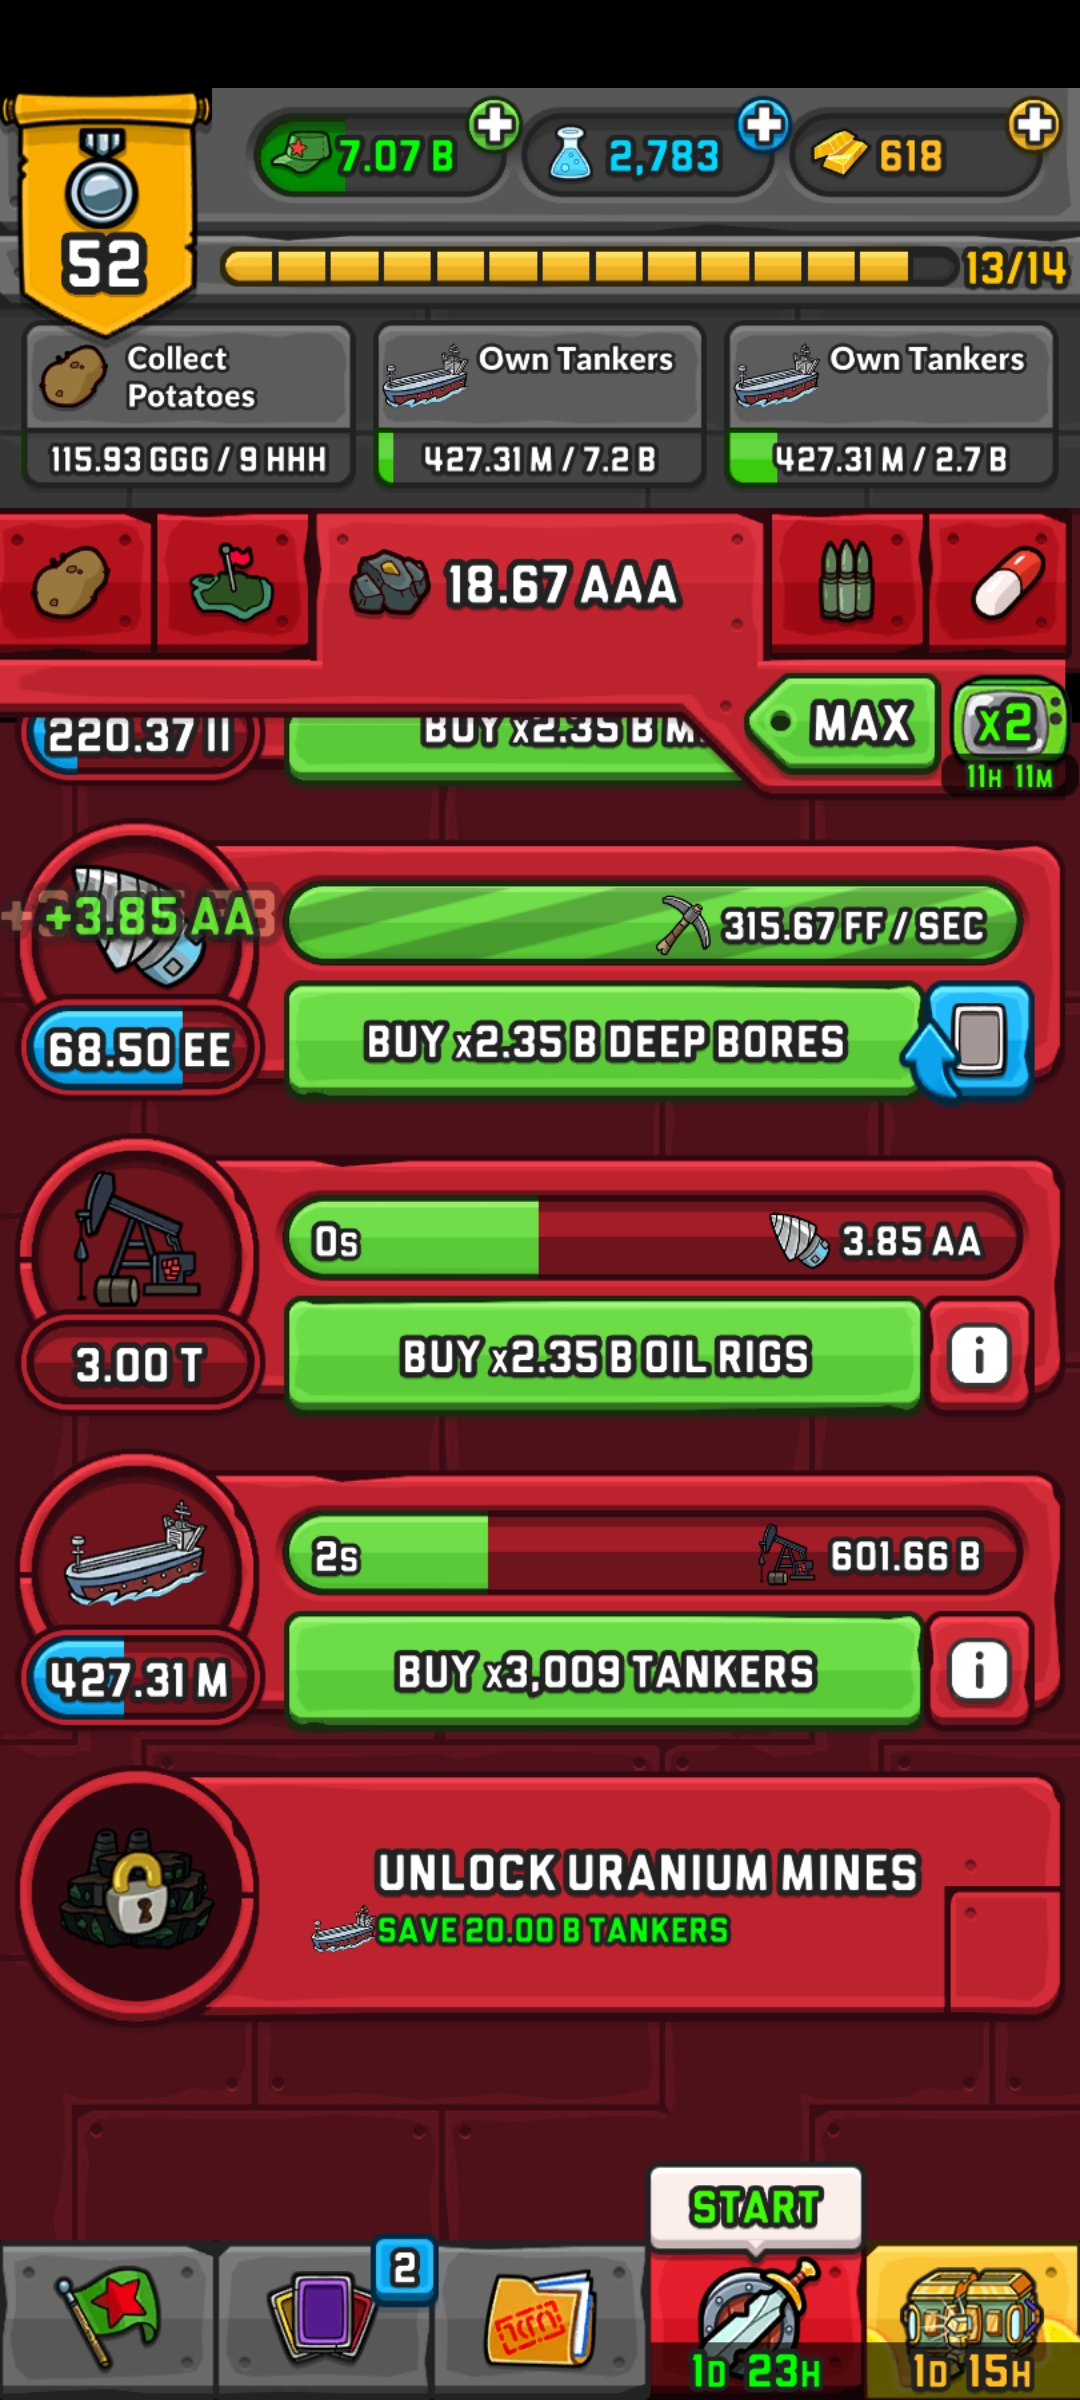 7.07 B
2,783
618
52
13/14
Collect
Potatoes
115.93 GGG / 9 HHH
Own Tankers
427.31 M / 7.2 B
Own Tankers
427.31 M / 2.7 B
18.67 AAA
MAX
x2
11H 11M
220.37 II
BUY x2.35 B M
+3.85 AA
315.67 FF / SEC
68.50 EE
BUY x2.35 B DEEP BORES
0s
3.85 AA
3.00 T
BUY x2.35 B OIL RIGS
i
2s
601.66 B
427.31 M
BUY x3,009 TANKERS
i
UNLOCK URANIUM MINES
SAVE 20.00 B TANKERS
START
2
1D 23H
1D 15H